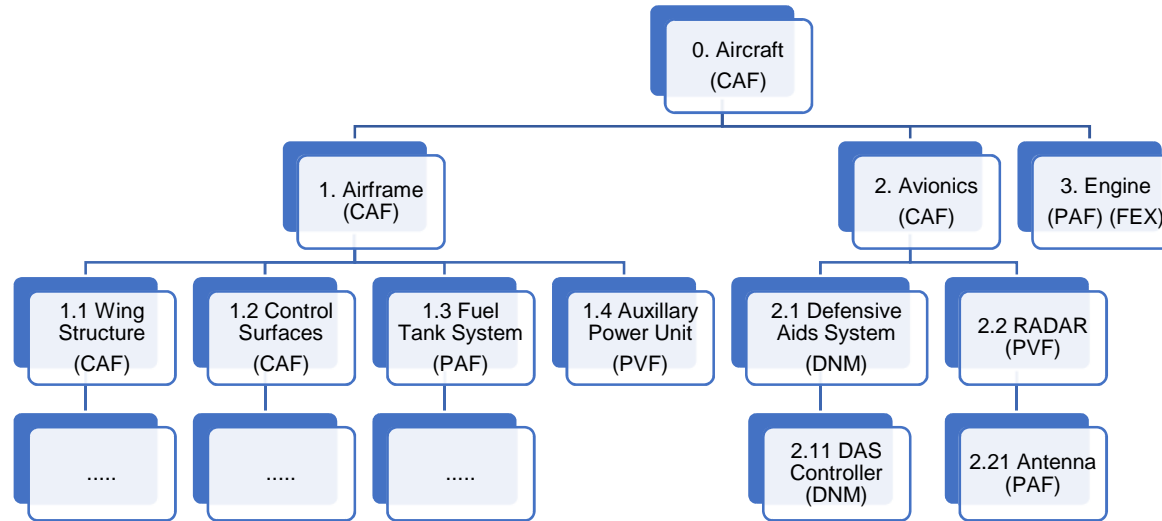 0. Aircraft
(CAF)
1. Airframe
(CAF)
2. Avionics
(CAF)
3. Engine
(PAF) (FEX)
1.1 Wing
Structure
(CAF)
1.2 Control
Surfaces
(CAF)
1.3 Fuel
Tank System
(PAF)
1.4 Auxillary
Power Unit
(PVF)
2.1 Defensive
Aids System
(DNM)
2.2 RADAR
(PVF)
.....
.....
.....
2.11 DAS
Controller
(DNM)
2.21 Antenna
(PAF)